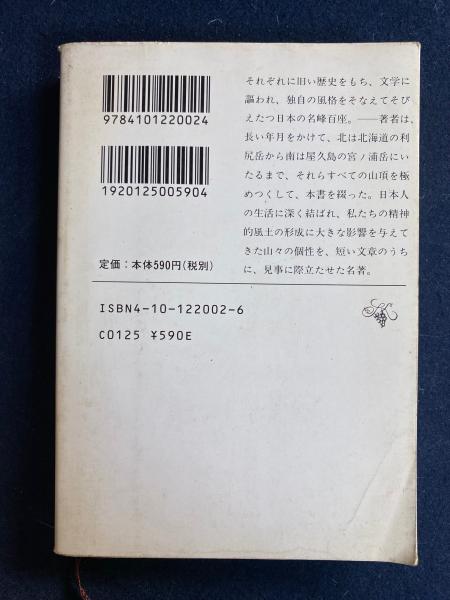 9784101220024
1920125005904
定価：本体590円（税別）
ISBN4-10-122002-6
C0125 ¥590E
それぞれに旧い歴史をもち、文学に
謳われ、独自の風格をそなえてそび
えたつ日本の名峰百座。――著者は、
長い年月をかけて、北は北海道の利
尻岳から南は屋久島の宮ノ浦岳にい
たるまで、それらすべての山頂を極
めつくして、本書を綴った。日本人
の生活に深く結ばれ、私たちの精神
的風土の形成に大きな影響を与えて
きた山々の個性を、短い文章のうち
に、見事に際立たせた名著。